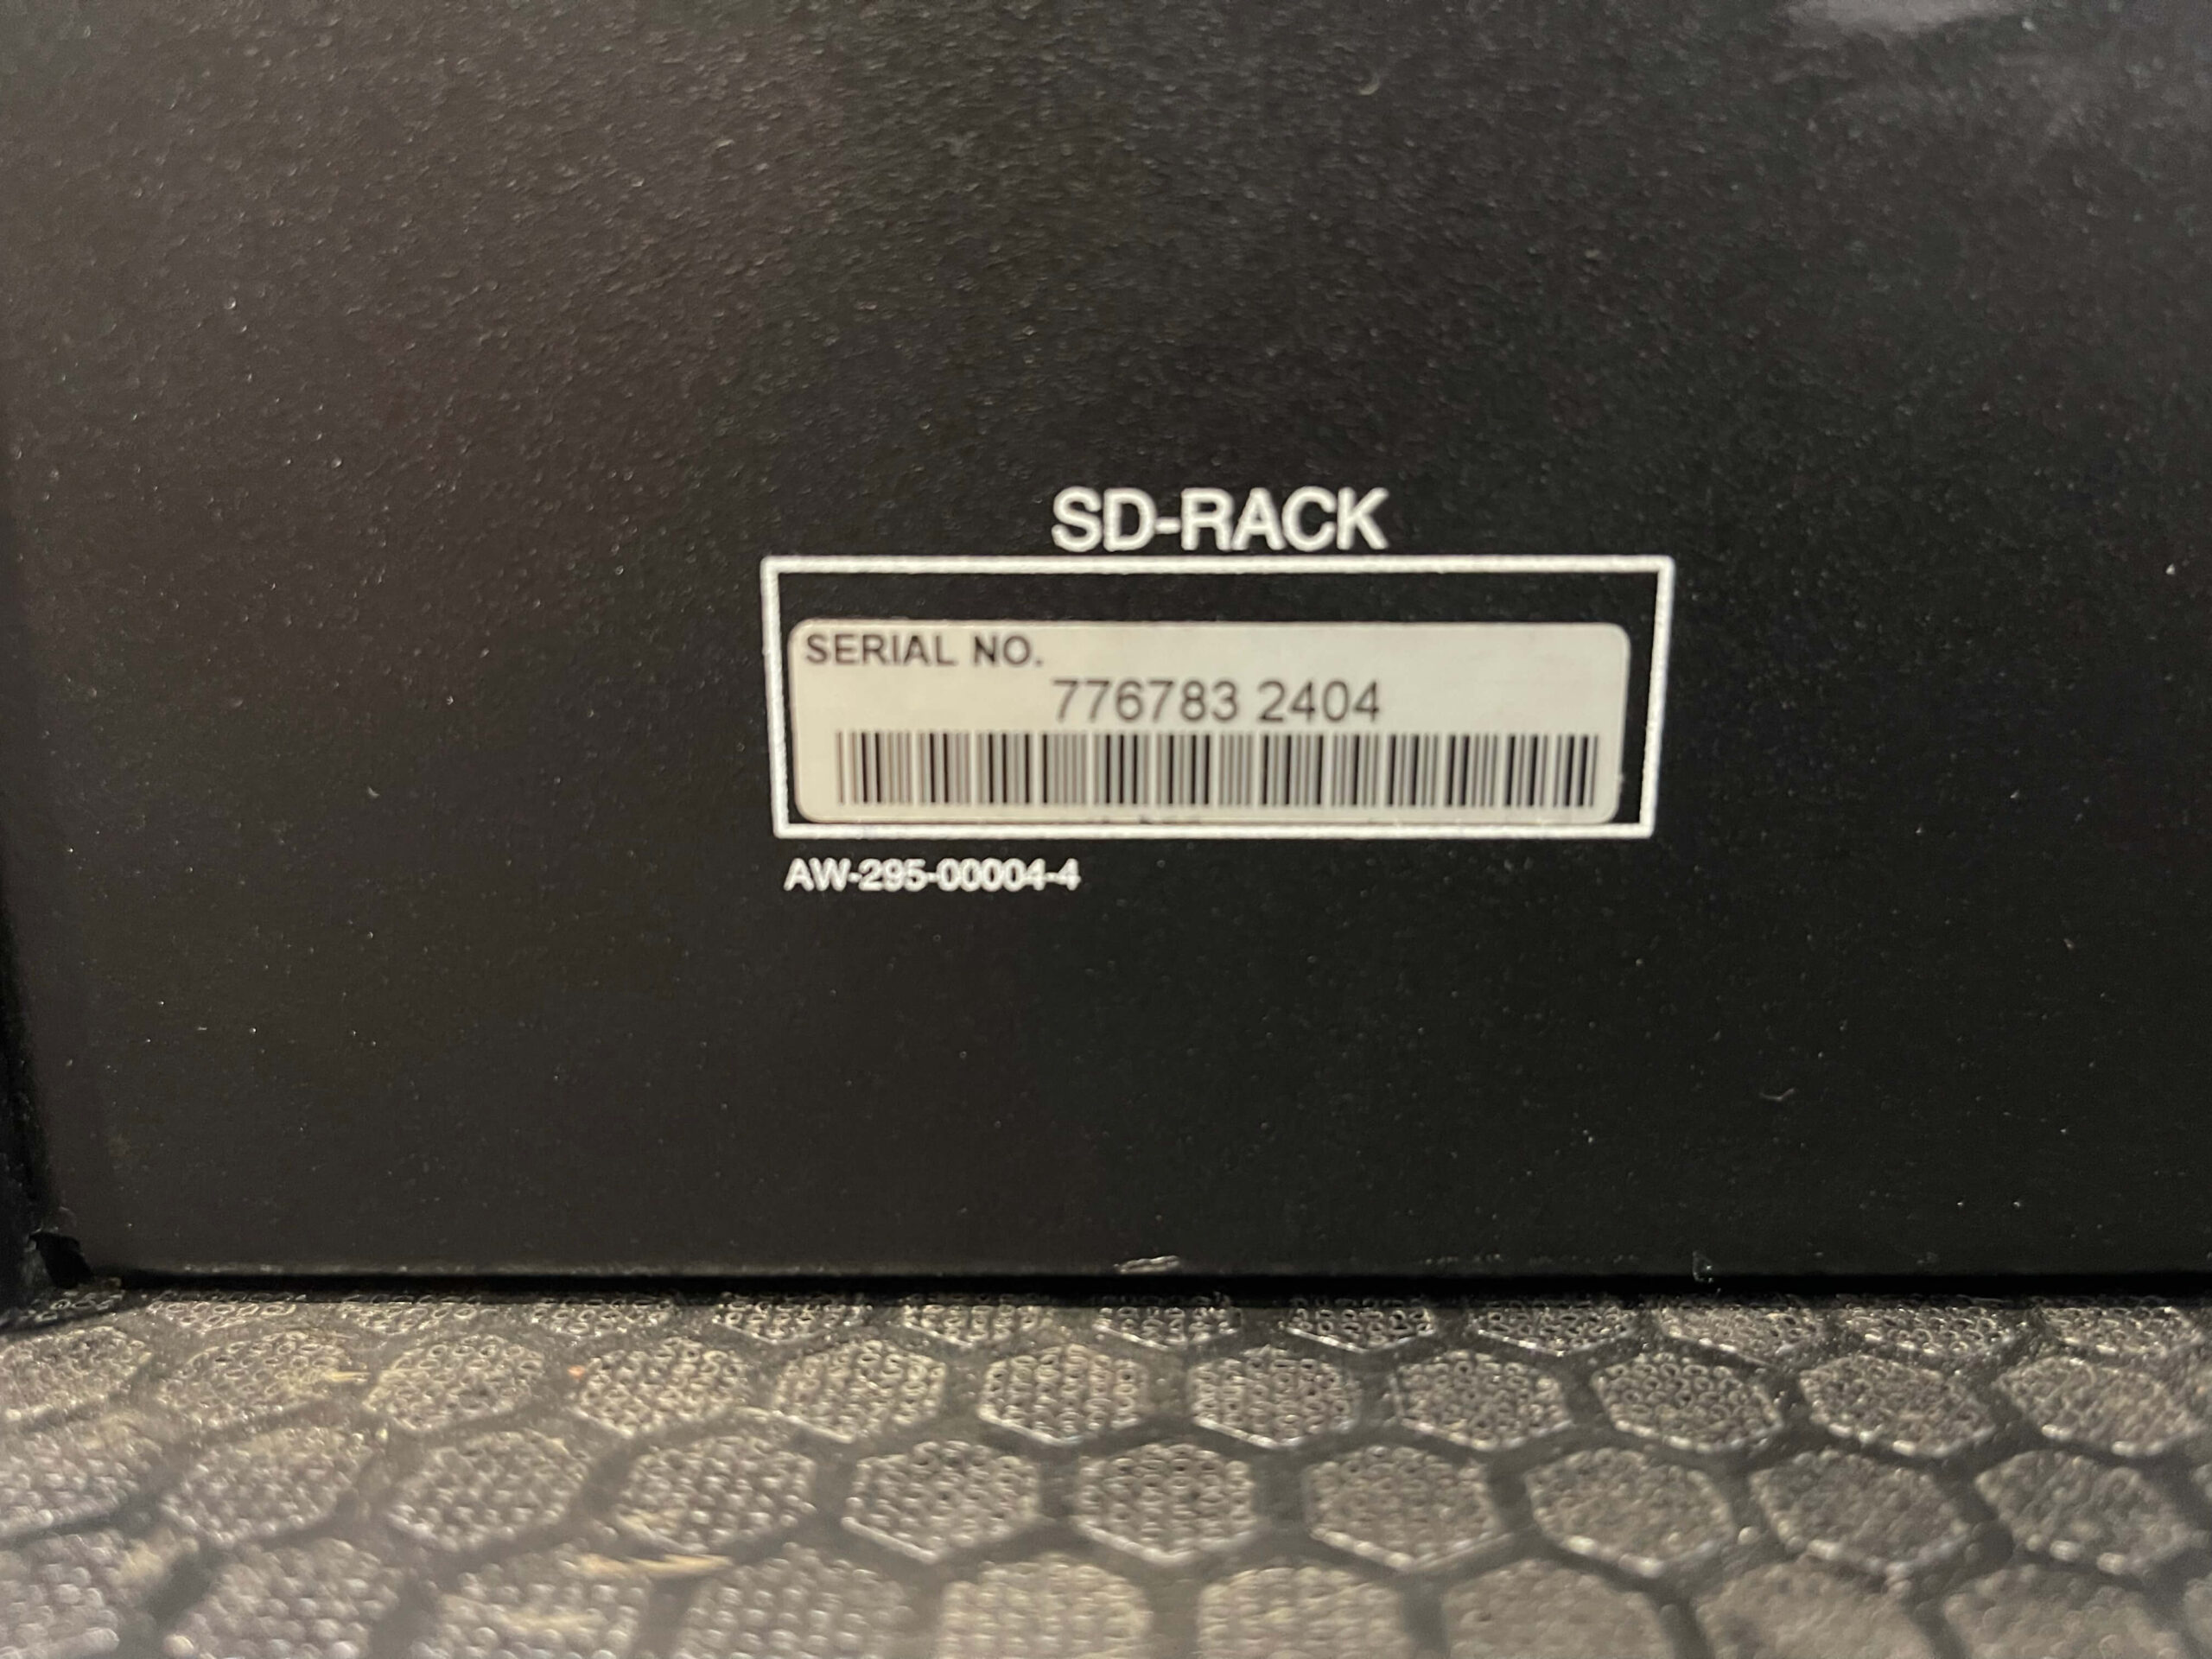 SD-RACK
SERIAL NO.
776783 2404
AW-295-00004-4